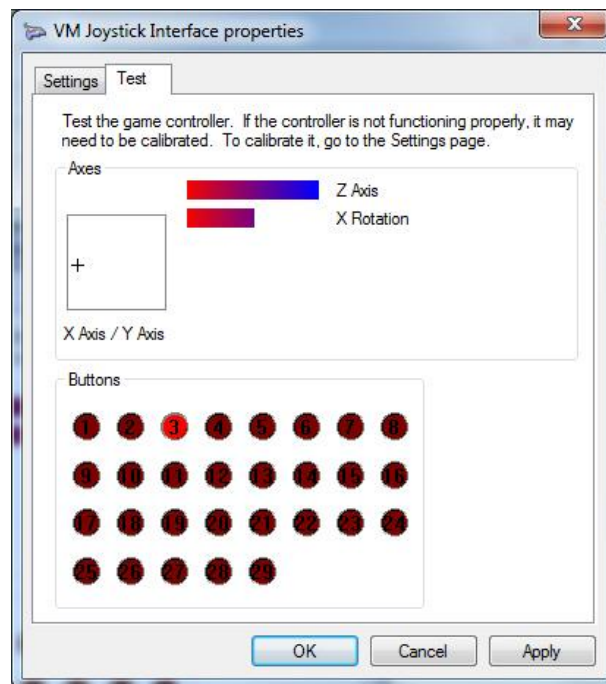 VM Joystick Interface properties
Settings Test
Test the game controller. If the controller is not functioning properly, it may
need to be calibrated. To calibrate it, go to the Settings page.
Axes
Z Axis
X Rotation
X Axis / Y Axis
Buttons
1 2 3 4 5 6 7 8
9 10 11 12 13 14 15 16
17 18 19 20 21 22 23 24
25 26 27 28 29
OK Cancel Apply